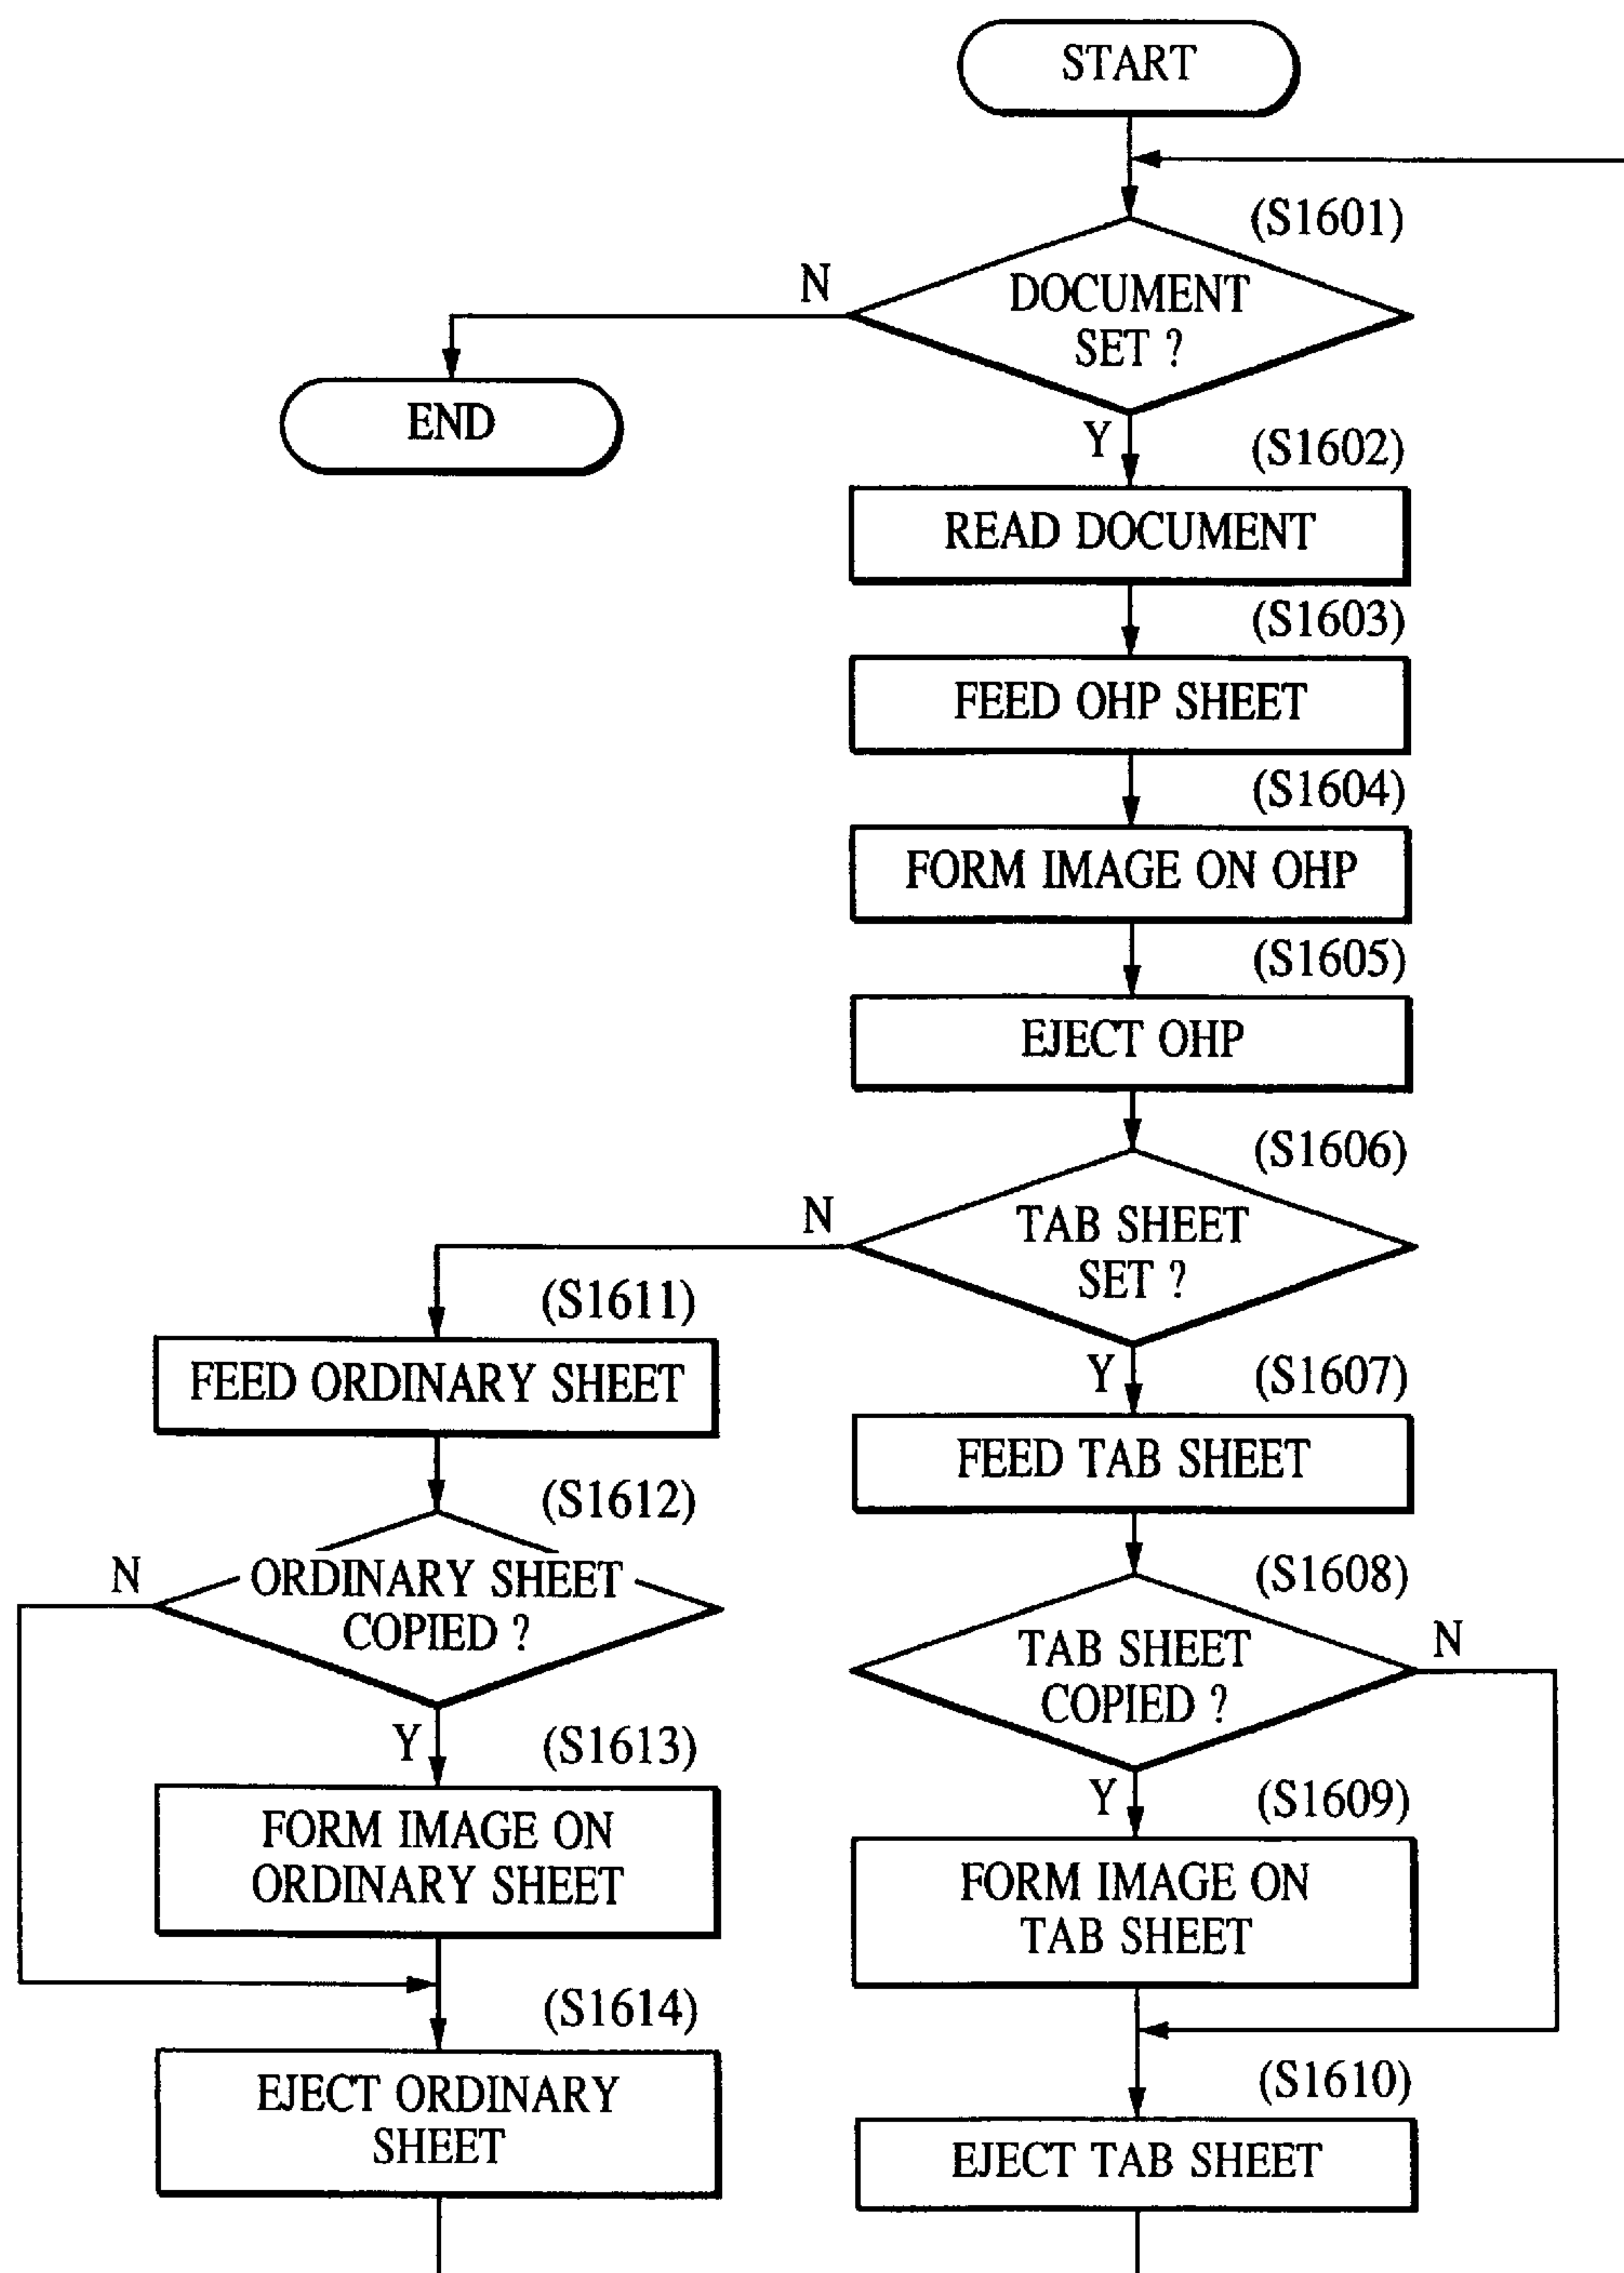 START
(S1601)
N
DOCUMENT
SET ?
END
Y
(S1602)
READ DOCUMENT
(S1603)
FEED OHP SHEET
(S1604)
FORM IMAGE ON OHP
(S1605)
EJECT OHP
(S1606)
N
TAB SHEET
SET ?
(S1611)
FEED ORDINARY SHEET
Y
(S1607)
FEED TAB SHEET
(S1612)
N
ORDINARY SHEET
COPIED ?
(S1608)
TAB SHEET
COPIED ?
N
Y
(S1613)
FORM IMAGE ON
ORDINARY SHEET
Y
(S1609)
FORM IMAGE ON
TAB SHEET
(S1614)
EJECT ORDINARY
SHEET
(S1610)
EJECT TAB SHEET